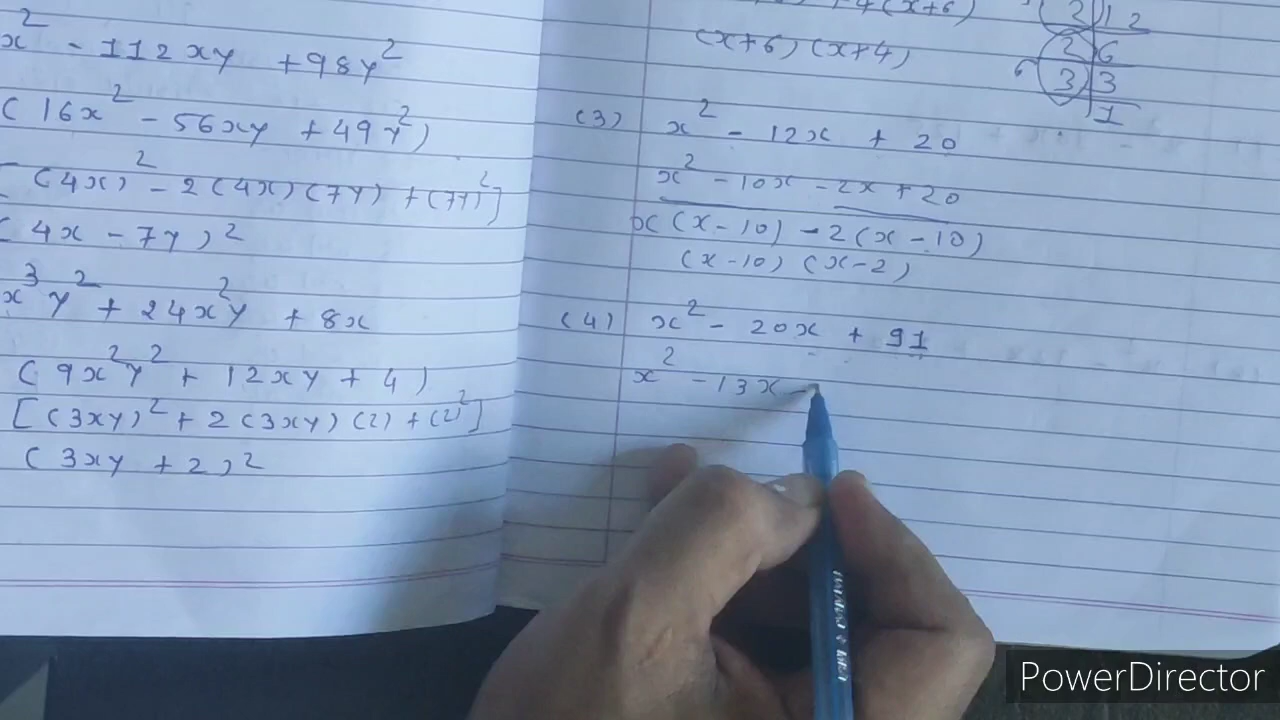 x² - 112xy + 98y²
( 16x² - 56xy + 49y² )
[ (4x)² - 2(4x)(7y) + (7y)² ]
( 4x - 7y )²
x³y² + 24x²y + 8x
( 9x²y² + 12xy + 4 )
[ (3xy)² + 2(3xy)(2) + (2)² ]
( 3xy + 2 )²
+ 4(x+6)
(x+6) (x+4)
2 | 12
2 | 6
6 3 | 3
1
(3) x² - 12x + 20
x² - 10x - 2x + 20
x(x-10) - 2(x-10)
(x-10) (x-2)
(4) x² - 20x + 91
x² - 13x -
PowerDirector